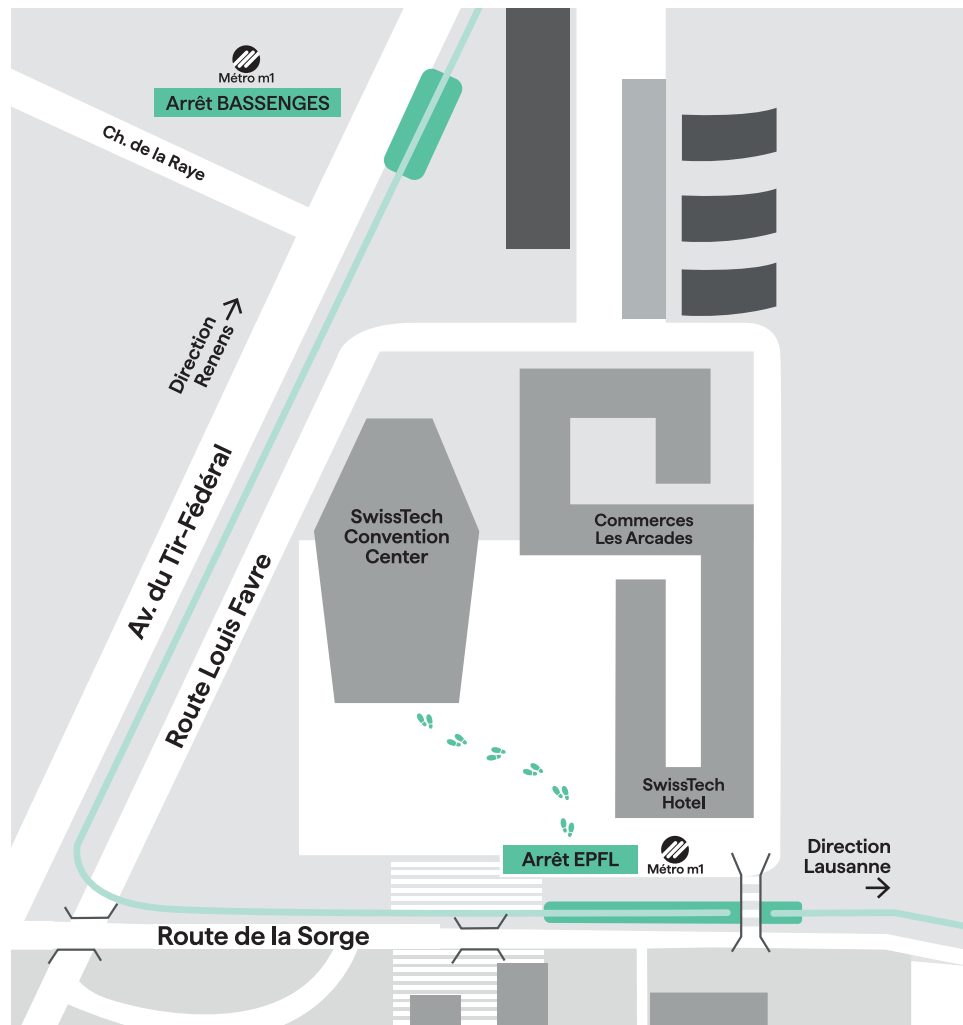 Métro m1
Arrêt BASSENGES
Ch. de la Raye
Direction
Renens
Av. du Tir-Fédéral
Route Louis Favre
SwissTech
Convention
Center
Commerces
Les Arcades
SwissTech
Hotel
Arrêt EPFL
Métro m1
Direction
Lausanne
Route de la Sorge